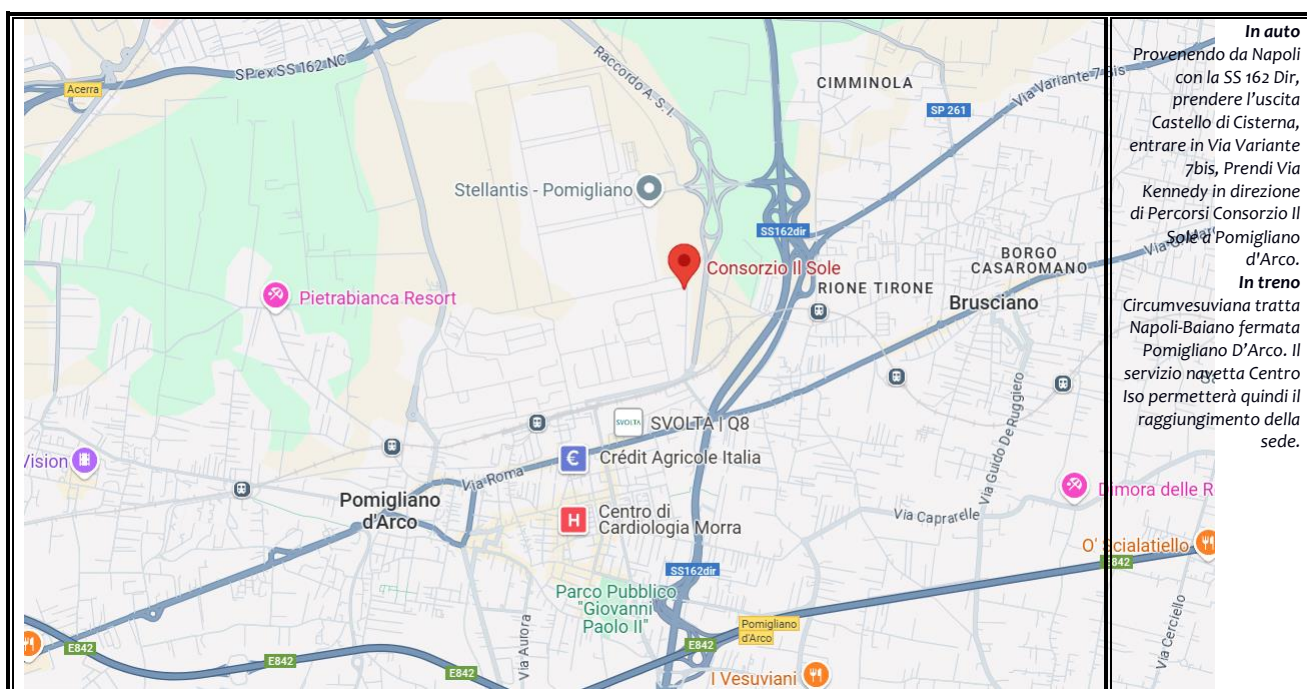 SP ex SS 162 NC
Acerra
Raccordo A. S. I.
CIMMINOLA
Via Variante 7 Bis
SP 261
Stellantis - Pomigliano
SS162dir
Consorzio Il Sole
BORGO
CASAROMANO
RIONE TIRONE
Brusciano
Pietrabianca Resort
SVOLTA
SVOLTA | Q8
Crédit Agricole Italia
Via Roma
Vision
Pomigliano
d'Arco
H
Centro di
Cardiologia Morra
Via Guido De Ruggiero
Via Caprarelle
Dimora delle R
O' Scialatiello
E842
SS162dir
Parco Pubblico
"Giovanni
Paolo II"
Pomigliano
d'Arco
E842
Via Aurora
Via Cerciello
E842
E842
E842
I Vesuviani
In auto
Provenendo da Napoli
con la SS 162 Dir,
prendere l'uscita
Castello di Cisterna,
entrare in Via Variante
7bis, Prendi Via
Kennedy in direzione
di Percorsi Consorzio Il
Sole a Pomigliano
d'Arco.
In treno
Circumvesuviana tratta
Napoli-Baiano fermata
Pomigliano D'Arco. Il
servizio navetta Centro
Iso permetterà quindi il
raggiungimento della
sede.